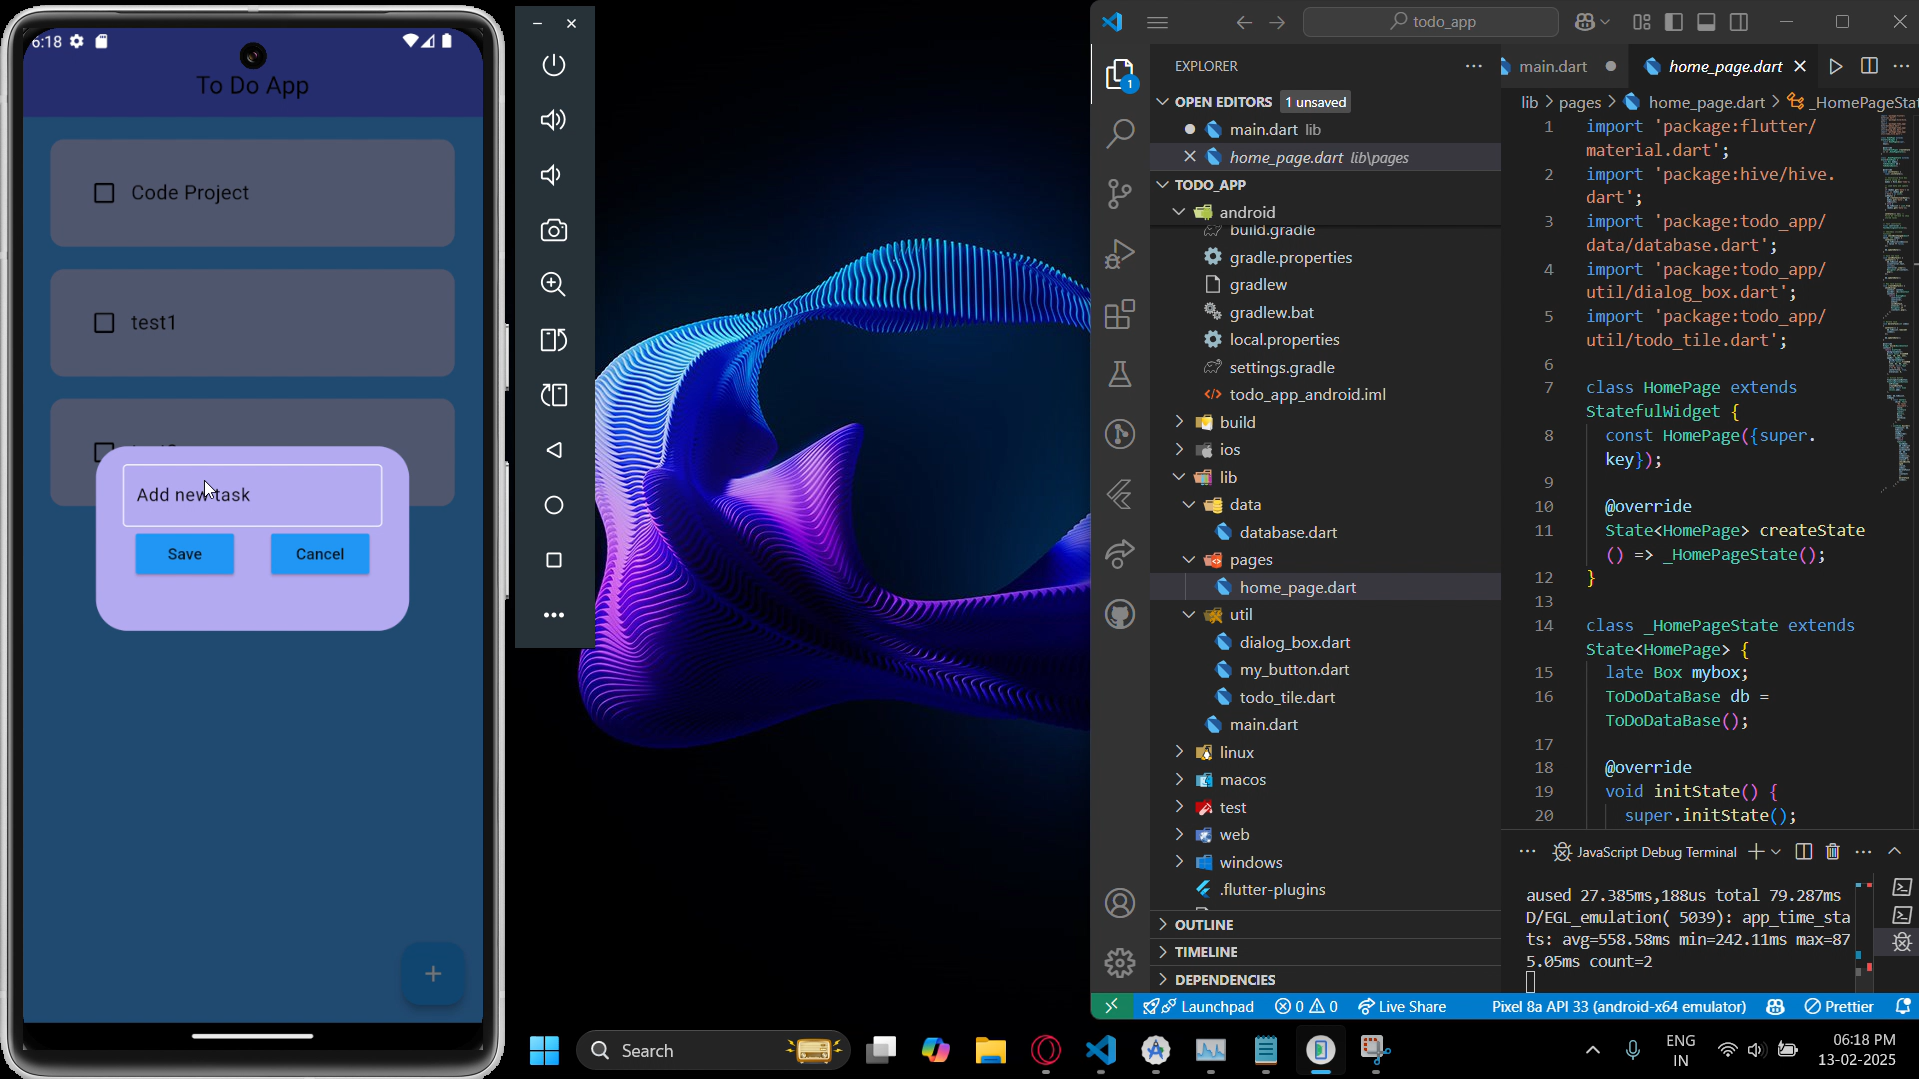 6:18
To Do App
Code Project
test1
Add new task
Save
Cancel
todo_app
EXPLORER
OPEN EDITORS
1 unsaved
main.dart lib
home_page.dart lib\pages
TODO_APP
android
build.gradle
gradle.properties
gradlew
gradlew.bat
local.properties
settings.gradle
todo_app_android.iml
build
ios
lib
data
database.dart
pages
home_page.dart
util
dialog_box.dart
my_button.dart
todo_tile.dart
main.dart
linux
macos
test
web
windows
.flutter-plugins
OUTLINE
TIMELINE
DEPENDENCIES
main.dart
home_page.dart
lib > pages > home_page.dart > _HomePageStat
1 import 'package:flutter/
material.dart';
2 import 'package:hive/hive.
dart';
3 import 'package:todo_app/
data/database.dart';
4 import 'package:todo_app/
util/dialog_box.dart';
5 import 'package:todo_app/
util/todo_tile.dart';
6
7 class HomePage extends
StatefulWidget {
8 const HomePage({super.
key});
9
10 @override
11 State<HomePage> createState
() => _HomePageState();
12 }
13
14 class _HomePageState extends
State<HomePage> {
15 late Box mybox;
16 ToDoDataBase db =
ToDoDataBase();
17
18 @override
19 void initState() {
20 super.initState();
JavaScript Debug Terminal
aused 27.385ms,188us total 79.287ms
D/EGL_emulation( 5039): app_time_sta
ts: avg=558.58ms min=242.11ms max=87
5.05ms count=2
1
Launchpad
0 0
Live Share
Pixel 8a API 33 (android-x64 emulator)
Prettier
Search
ENG
IN
06:18 PM
13-02-2025